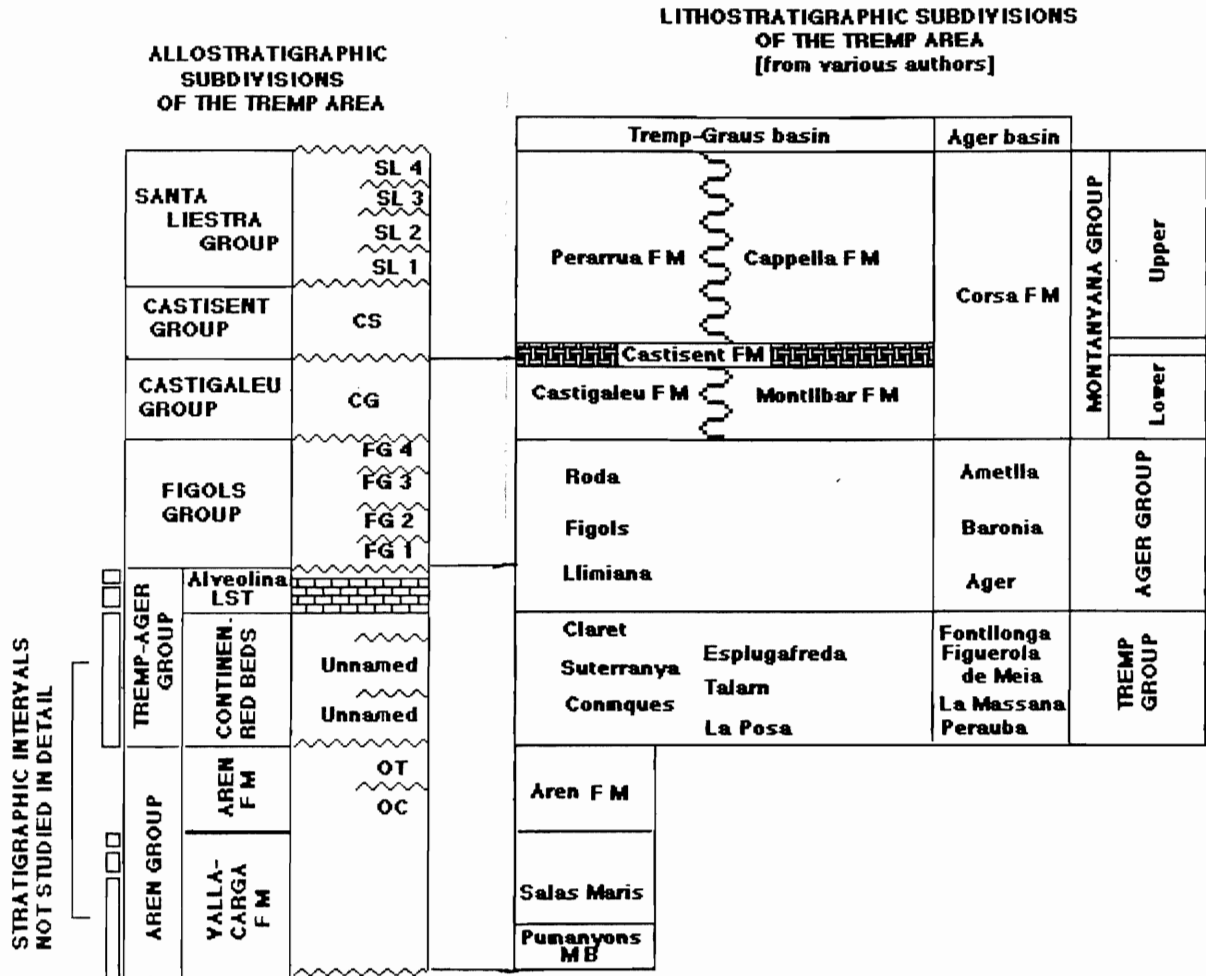 ALLOSTRATIGRAPHIC
SUBDIVISIONS
OF THE TREMP AREA
LITHOSTRATIGRAPHIC SUBDIVISIONS
OF THE TREMP AREA
[from various authors]
SANTA
LIESTRA
GROUP
SL 4
SL 3
SL 2
SL 1
CASTISENT
GROUP
CS
CASTIGALEU
GROUP
CG
FIGOLS
GROUP
FG 4
FG 3
FG 2
FG 1
TREMP-AGER
GROUP
Alveolina
LST
CONTINEN.
RED BEDS
Unnamed
Unnamed
AREN GROUP
AREN
FM
OT
OC
VALLA-
CARGA
FM
STRATIGRAPHIC INTERVALS
NOT STUDIED IN DETAIL
Tremp-Graus basin
Ager basin
Perarrua FM
Cappella FM
Corsa FM
Castisent FM
Castigaleu FM
Montllbar FM
MONTANYANA GROUP
Upper
Lower
Roda
Figols
Llimiana
Ametlla
Baronia
Ager
AGER GROUP
Claret
Suterranya
Conmques
Esplugafreda
Talarn
La Posa
Fontllonga
Figuerola
de Meia
La Massana
Perauba
TREMP
GROUP
Aren FM
Salas Maris
Pumanyons
MB